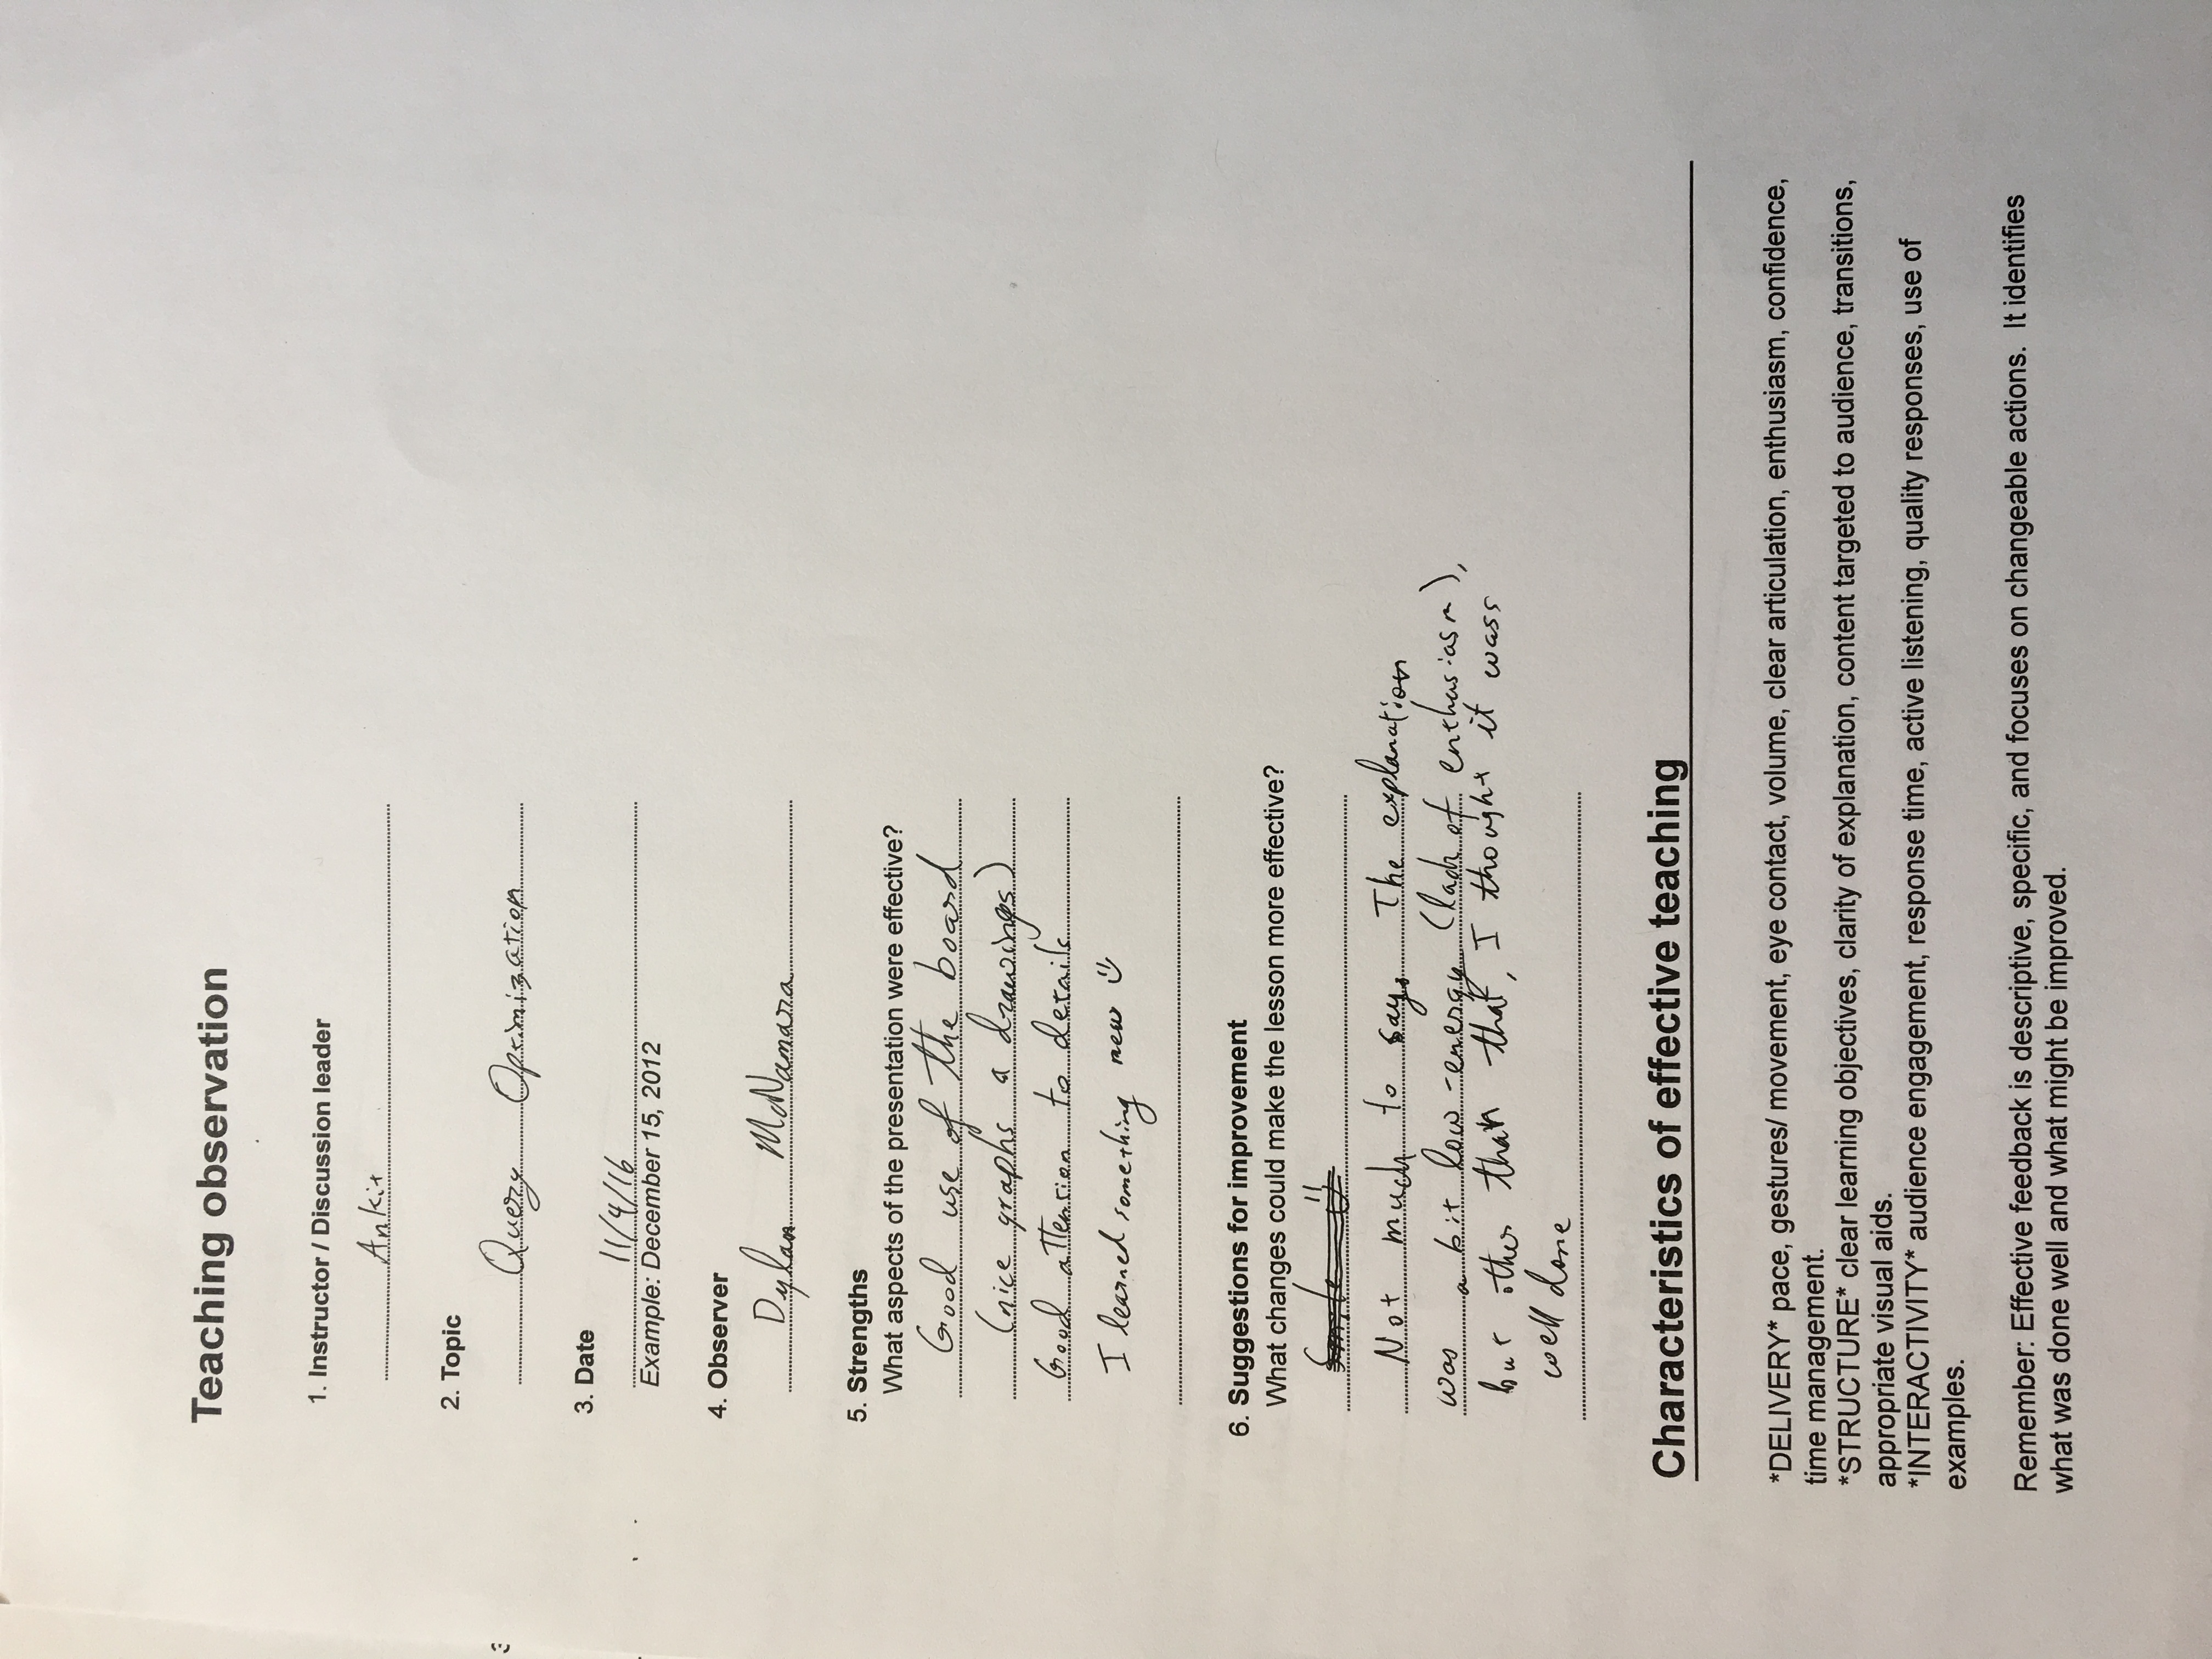 Teaching observation
1. Instructor / Discussion leader
Ankit
2. Topic
Query Optimization
3. Date
11/4/16
Example: December 15, 2012
4. Observer
Dylan McNamara
5. Strengths
What aspects of the presentation were effective?
Good use of the board
(nice graphs a drawings)
Good attention to details
I learned something new :)
6. Suggestions for improvement
What changes could make the lesson more effective?
Not much to say. The explanation
was a bit low-energy (lack of enthusiasm),
but other than that, I thought it was
well done
Characteristics of effective teaching
*DELIVERY* pace, gestures/ movement, eye contact, volume, clear articulation, enthusiasm, confidence,
time management.
*STRUCTURE* clear learning objectives, clarity of explanation, content targeted to audience, transitions,
appropriate visual aids.
*INTERACTIVITY* audience engagement, response time, active listening, quality responses, use of
examples.
Remember: Effective feedback is descriptive, specific, and focuses on changeable actions. It identifies
what was done well and what might be improved.